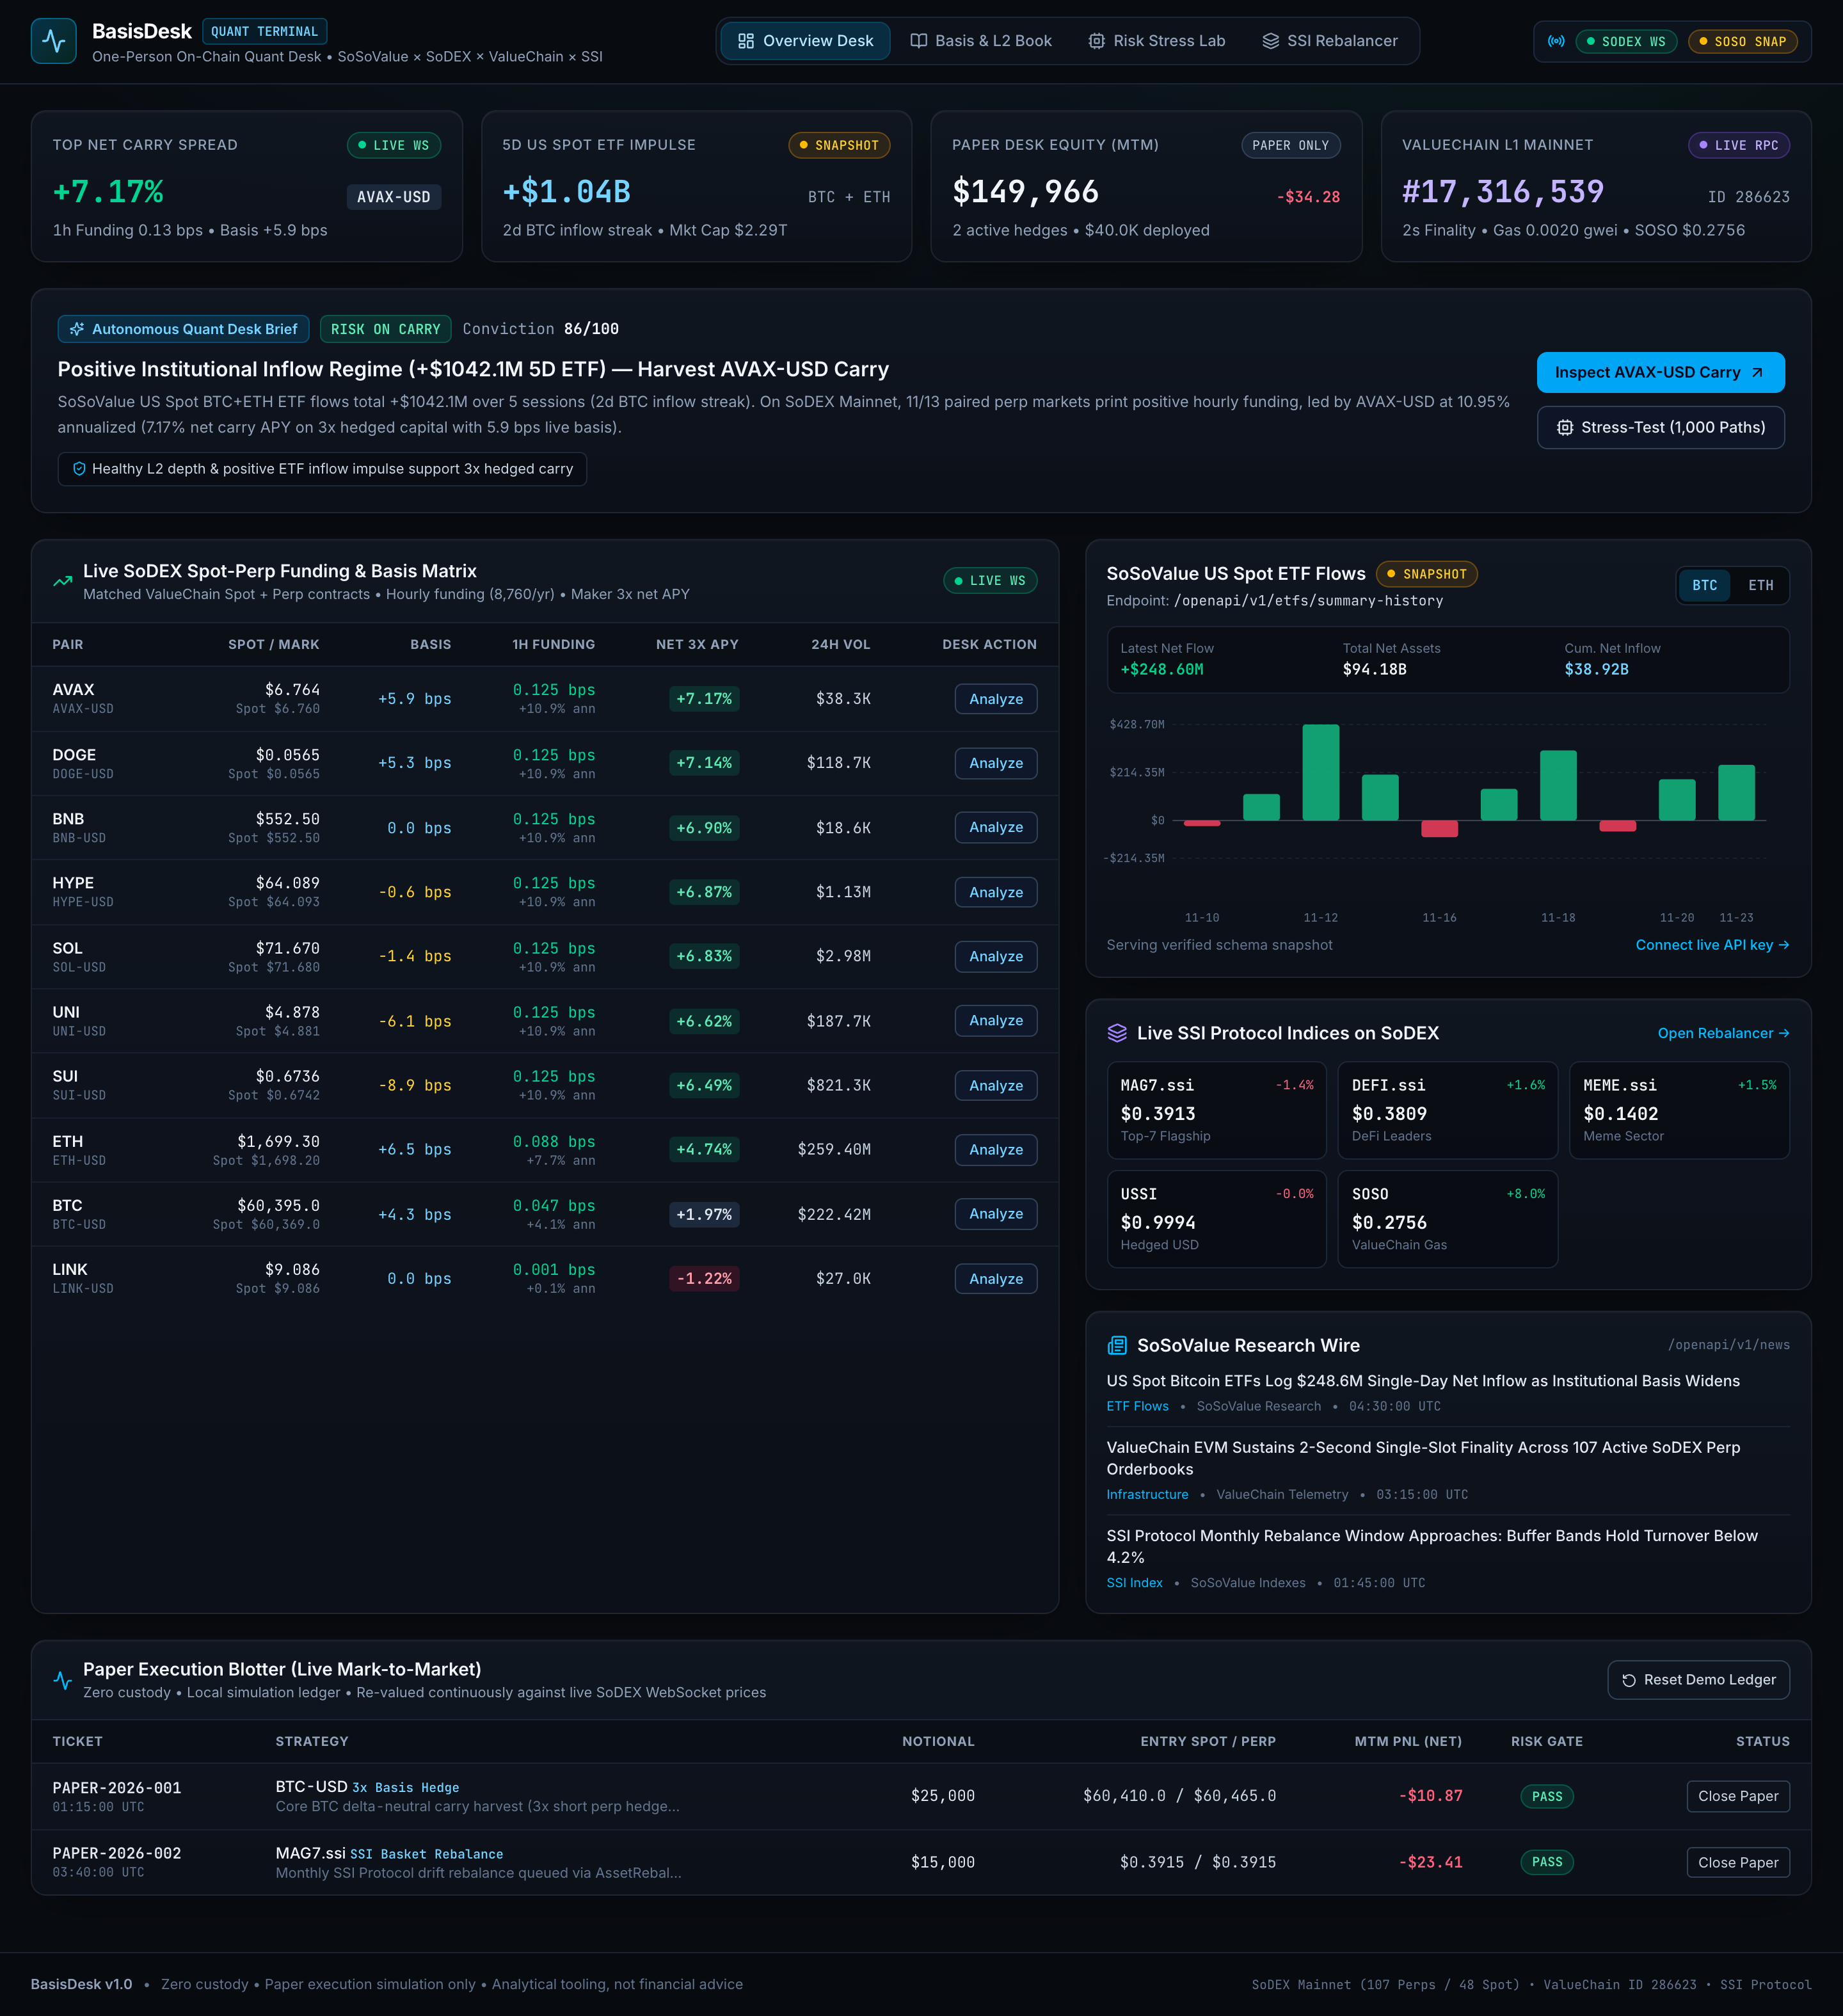 BasisDesk QUANT TERMINAL
One-Person On-Chain Quant Desk • SoSoValue × SoDEX × ValueChain × SSI
Overview Desk
Basis & L2 Book
Risk Stress Lab
SSI Rebalancer
SODEX WS
SOSO SNAP
TOP NET CARRY SPREAD
LIVE WS
+7.17%
AVAX-USD
1h Funding 0.13 bps • Basis +5.9 bps
5D US SPOT ETF IMPULSE
SNAPSHOT
+$1.04B
BTC + ETH
2d BTC inflow streak • Mkt Cap $2.29T
PAPER DESK EQUITY (MTM)
PAPER ONLY
$149,966
-$34.28
2 active hedges • $40.0K deployed
VALUECHAIN L1 MAINNET
LIVE RPC
#17,316,539
ID 286623
2s Finality • Gas 0.0020 gwei • SOSO $0.2756
Autonomous Quant Desk Brief
RISK ON CARRY
Conviction 86/100
Positive Institutional Inflow Regime (+$1042.1M 5D ETF) — Harvest AVAX-USD Carry
SoSoValue US Spot BTC+ETH ETF flows total +$1042.1M over 5 sessions (2d BTC inflow streak). On SoDEX Mainnet, 11/13 paired perp markets print positive hourly funding, led by AVAX-USD at 10.95%
annualized (7.17% net carry APY on 3x hedged capital with 5.9 bps live basis).
Healthy L2 depth & positive ETF inflow impulse support 3x hedged carry
Inspect AVAX-USD Carry
Stress-Test (1,000 Paths)
Live SoDEX Spot-Perp Funding & Basis Matrix
Matched ValueChain Spot + Perp contracts • Hourly funding (8,760/yr) • Maker 3x net APY
LIVE WS
PAIR SPOT / MARK BASIS 1H FUNDING NET 3X APY 24H VOL DESK ACTION
AVAX $6.764 +5.9 bps 0.125 bps +7.17% $38.3K Analyze
AVAX-USD Spot $6.760 +10.9% ann
DOGE $0.0565 +5.3 bps 0.125 bps +7.14% $118.7K Analyze
DOGE-USD Spot $0.0565 +10.9% ann
BNB $552.50 0.0 bps 0.125 bps +6.90% $18.6K Analyze
BNB-USD Spot $552.50 +10.9% ann
HYPE $64.089 -0.6 bps 0.125 bps +6.87% $1.13M Analyze
HYPE-USD Spot $64.093 +10.9% ann
SOL $71.670 -1.4 bps 0.125 bps +6.83% $2.98M Analyze
SOL-USD Spot $71.680 +10.9% ann
UNI $4.878 -6.1 bps 0.125 bps +6.62% $187.7K Analyze
UNI-USD Spot $4.881 +10.9% ann
SUI $0.6736 -8.9 bps 0.125 bps +6.49% $821.3K Analyze
SUI-USD Spot $0.6742 +10.9% ann
ETH $1,699.30 +6.5 bps 0.088 bps +4.74% $259.40M Analyze
ETH-USD Spot $1,698.20 +7.7% ann
BTC $60,395.0 +4.3 bps 0.047 bps +1.97% $222.42M Analyze
BTC-USD Spot $60,369.0 +4.1% ann
LINK $9.086 0.0 bps 0.001 bps -1.22% $27.0K Analyze
LINK-USD Spot $9.086 +0.1% ann
SoSoValue US Spot ETF Flows SNAPSHOT
Endpoint: /openapi/v1/etfs/summary-history
BTC ETH
Latest Net Flow Total Net Assets Cum. Net Inflow
+$248.60M $94.18B $38.92B
$428.70M
$214.35M
$0
-$214.35M
11-10 11-12 11-16 11-18 11-20 11-23
Serving verified schema snapshot
Connect live API key →
Live SSI Protocol Indices on SoDEX
Open Rebalancer →
MAG7.ssi -1.4%
$0.3913
Top-7 Flagship
DEFI.ssi +1.6%
$0.3809
DeFi Leaders
MEME.ssi +1.5%
$0.1402
Meme Sector
USSI -0.0%
$0.9994
Hedged USD
SOSO +8.0%
$0.2756
ValueChain Gas
SoSoValue Research Wire
/openapi/v1/news
US Spot Bitcoin ETFs Log $248.6M Single-Day Net Inflow as Institutional Basis Widens
ETF Flows • SoSoValue Research • 04:30:00 UTC
ValueChain EVM Sustains 2-Second Single-Slot Finality Across 107 Active SoDEX Perp
Orderbooks
Infrastructure • ValueChain Telemetry • 03:15:00 UTC
SSI Protocol Monthly Rebalance Window Approaches: Buffer Bands Hold Turnover Below
4.2%
SSI Index • SoSoValue Indexes • 01:45:00 UTC
Paper Execution Blotter (Live Mark-to-Market)
Zero custody • Local simulation ledger • Re-valued continuously against live SoDEX WebSocket prices
Reset Demo Ledger
TICKET STRATEGY NOTIONAL ENTRY SPOT / PERP MTM PNL (NET) RISK GATE STATUS
PAPER-2026-001 BTC-USD 3x Basis Hedge $25,000 $60,410.0 / $60,465.0 -$10.87 PASS Close Paper
01:15:00 UTC Core BTC delta-neutral carry harvest (3x short perp hedge...
PAPER-2026-002 MAG7.ssi SSI Basket Rebalance $15,000 $0.3915 / $0.3915 -$23.41 PASS Close Paper
03:40:00 UTC Monthly SSI Protocol drift rebalance queued via AssetRebal...
BasisDesk v1.0 • Zero custody • Paper execution simulation only • Analytical tooling, not financial advice
SoDEX Mainnet (107 Perps / 48 Spot) • ValueChain ID 286623 • SSI Protocol